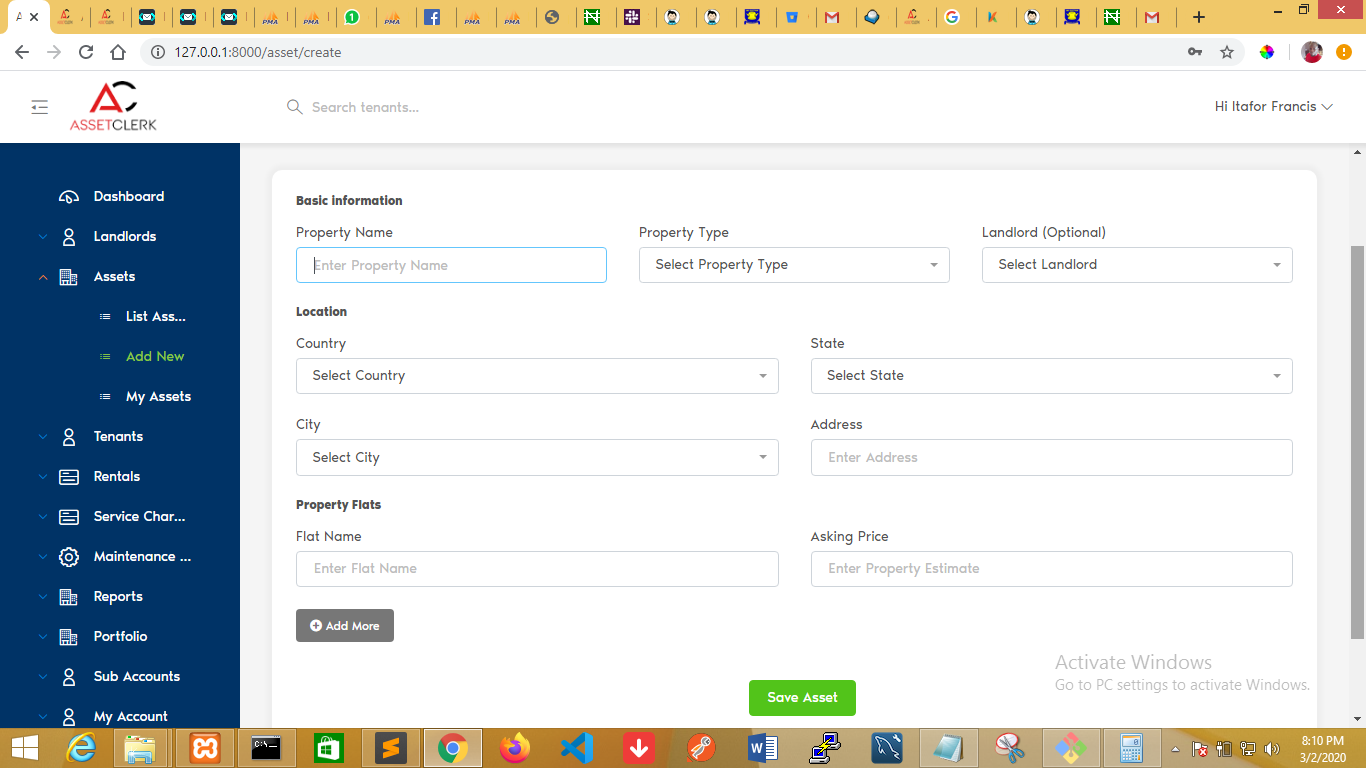 127.0.0.1:8000/asset/create
ASSETCLERK
Search tenants...
Hi Itafor Francis
Dashboard
Landlords
Assets
List Ass...
Add New
My Assets
Tenants
Rentals
Service Char...
Maintenance ...
Reports
Portfolio
Sub Accounts
My Account
Basic information
Property Name
Property Type
Landlord (Optional)
Enter Property Name
Select Property Type
Select Landlord
Location
Country
State
Select Country
Select State
City
Address
Select City
Enter Address
Property Flats
Flat Name
Asking Price
Enter Flat Name
Enter Property Estimate
Add More
Save Asset
Activate Windows
Go to PC settings to activate Windows.
8:10 PM
3/2/2020